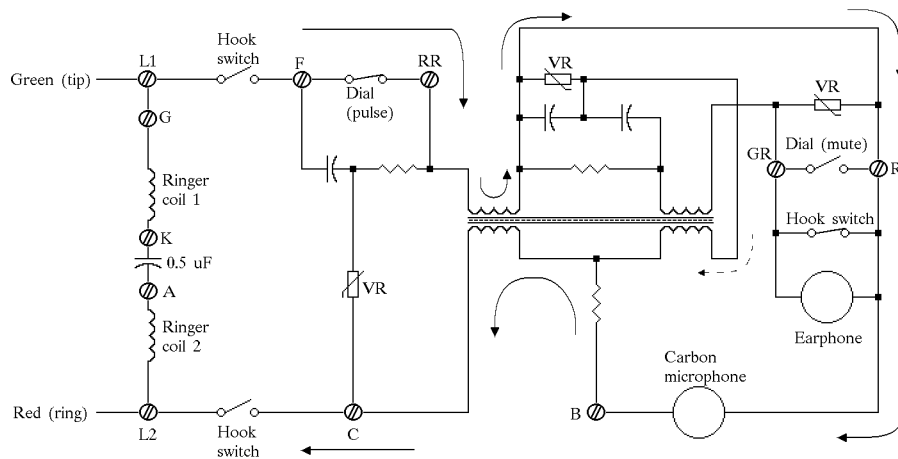 Hook
switch
L1
F
RR
Green (tip)
Dial
(pulse)
VR
VR
G
Dial (mute)
GR
R
Ringer
coil 1
Hook switch
K
0.5 uF
A
VR
Ringer
coil 2
Earphone
Carbon
microphone
Red (ring)
B
L2
Hook
switch
C